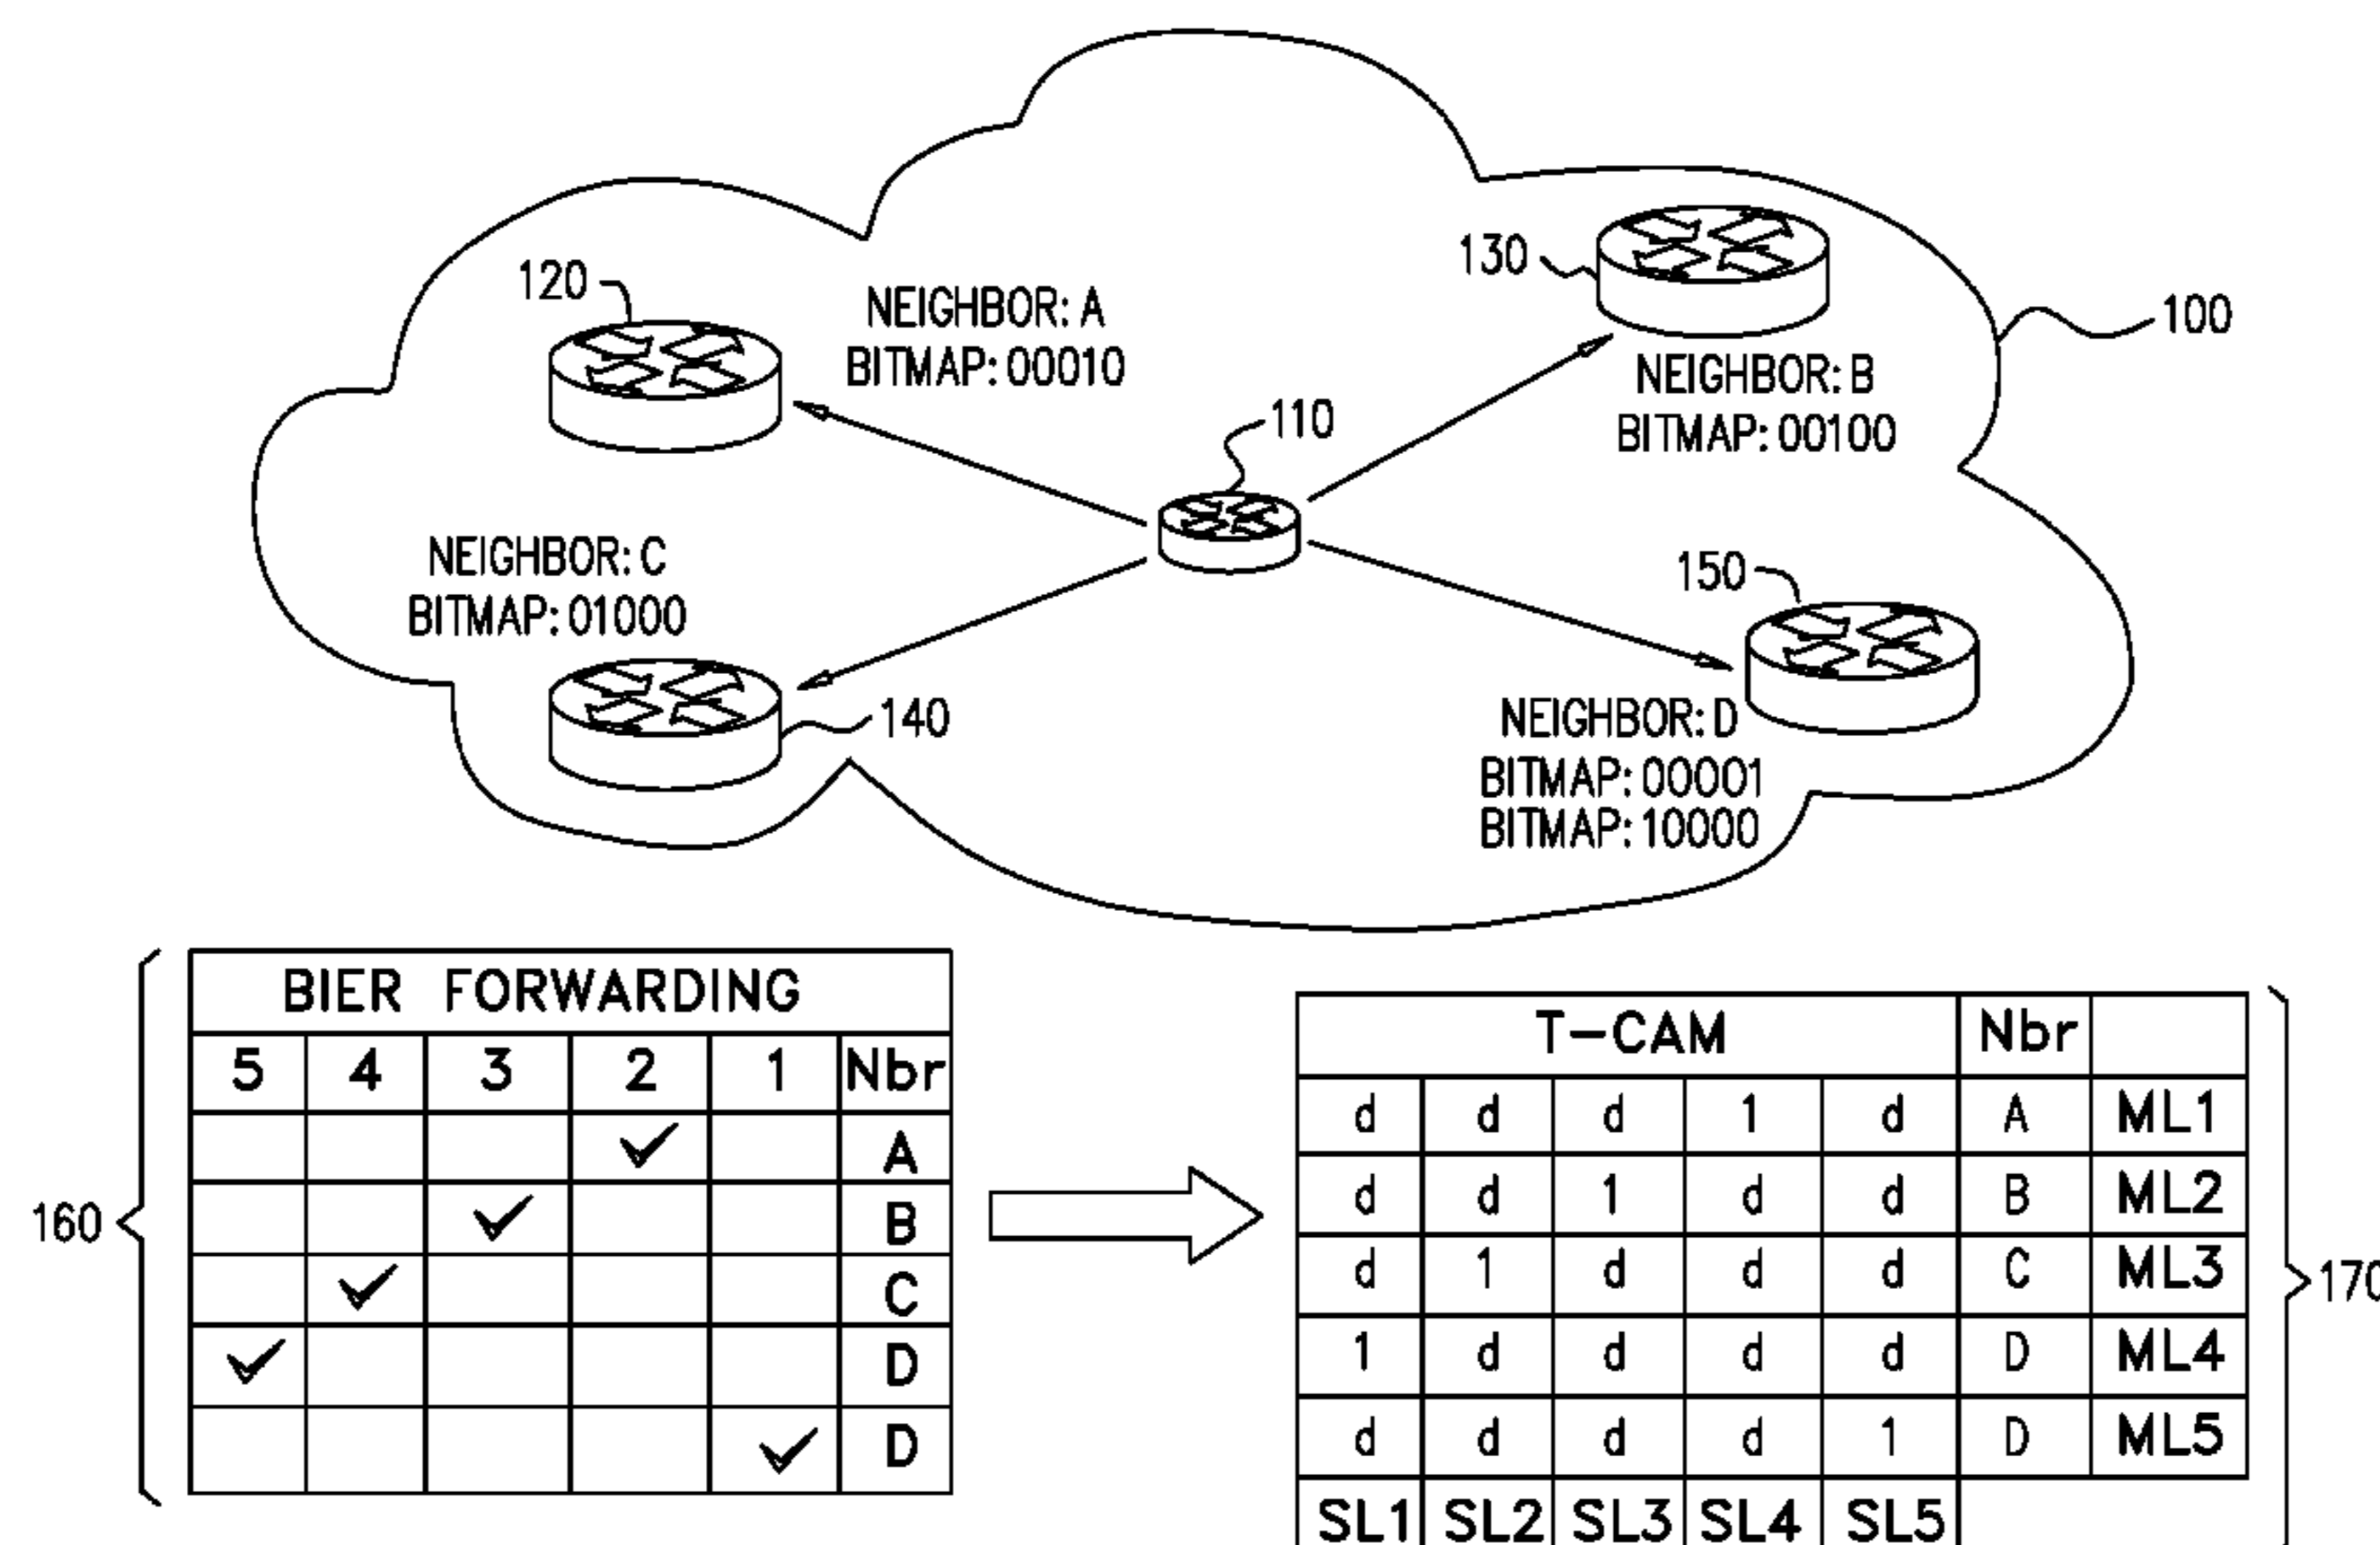 130
120
NEIGHBOR: A
BITMAP: 00010
100
NEIGHBOR: B
BITMAP: 00100
110
NEIGHBOR: C
BITMAP: 01000
150
140
NEIGHBOR: D
BITMAP: 00001
BITMAP: 10000
160
BIER FORWARDING
5 4 3 2 1 Nbr
A
B
C
D
D
T-CAM Nbr
d d d 1 d A ML1
d d 1 d d B ML2
d 1 d d d C ML3
1 d d d d D ML4
d d d d 1 D ML5
SL1 SL2 SL3 SL4 SL5
170